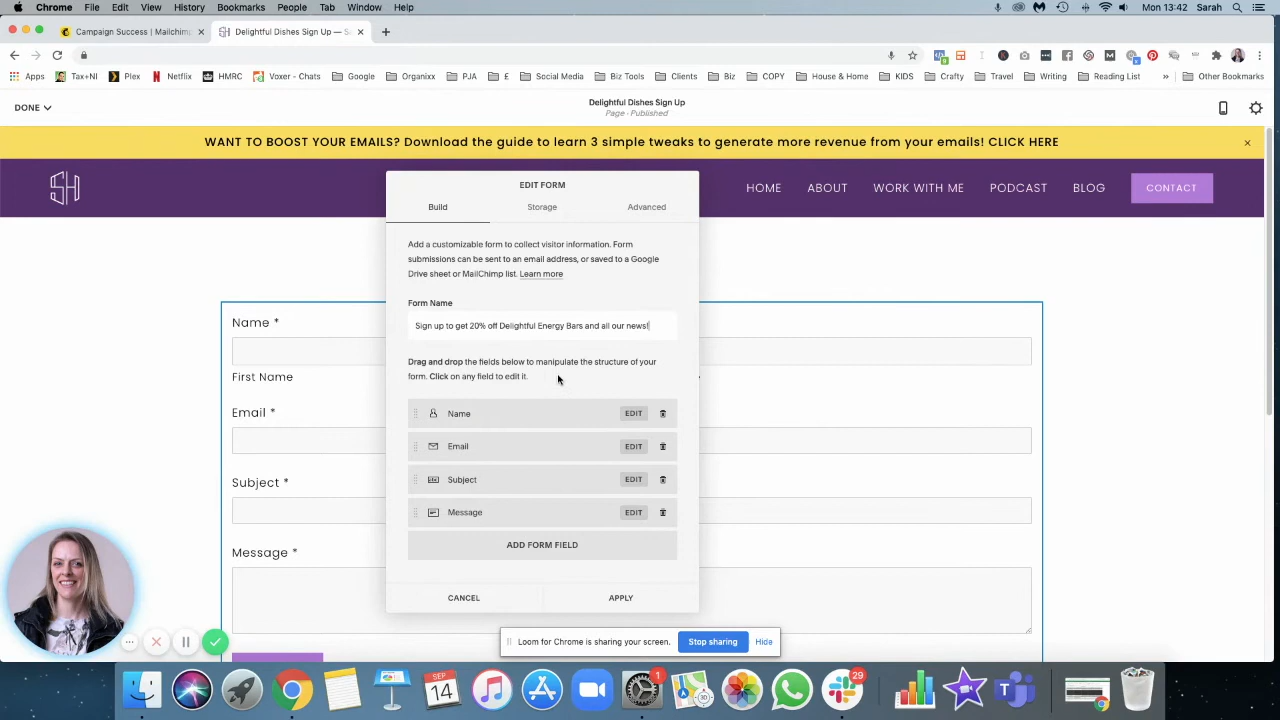 Chrome File Edit View History Bookmarks People Tab Window Help
Mon 13:42 Sarah
Campaign Success | Mailchimp
Delightful Dishes Sign Up — S
Apps Tax+NI Plex Netflix HMRC Voxer - Chats Google Organixx PJA £ Social Media Biz Tools Clients Biz COPY House & Home KIDS Crafty Travel Writing Reading List » Other Bookmarks
DONE
Delightful Dishes Sign Up
Page · Published
WANT TO BOOST YOUR EMAILS? Download the guide to learn 3 simple tweaks to generate more revenue from your emails! CLICK HERE
SH
HOME ABOUT WORK WITH ME PODCAST BLOG CONTACT
EDIT FORM
Build Storage Advanced
Add a customizable form to collect visitor information. Form
submissions can be sent to an email address, or saved to a Google
Drive sheet or MailChimp list. Learn more
Form Name
Sign up to get 20% off Delightful Energy Bars and all our news!
Drag and drop the fields below to manipulate the structure of your
form. Click on any field to edit it.
Name EDIT
Email EDIT
Subject EDIT
Message EDIT
ADD FORM FIELD
CANCEL APPLY
Name *
First Name
Email *
Subject *
Message *
Loom for Chrome is sharing your screen. Stop sharing Hide
SEP
14
1
30
29